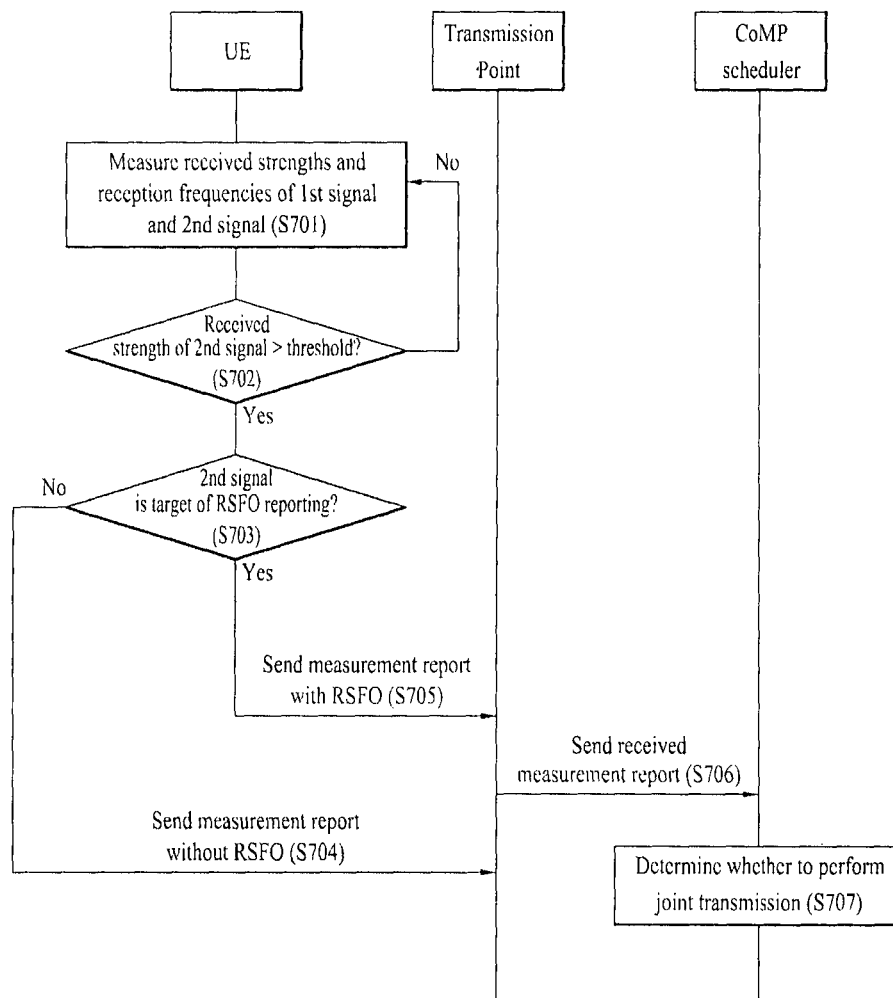 UE
Transmission
Point
CoMP
scheduler
Measure received strengths and
reception frequencies of 1st signal
and 2nd signal (S701)
No
Received
strength of 2nd signal > threshold?
(S702)
Yes
2nd signal
is target of RSFO reporting?
(S703)
No
Yes
Send measurement report
with RSFO (S705)
Send received
measurement report (S706)
Send measurement report
without RSFO (S704)
Determine whether to perform
joint transmission (S707)